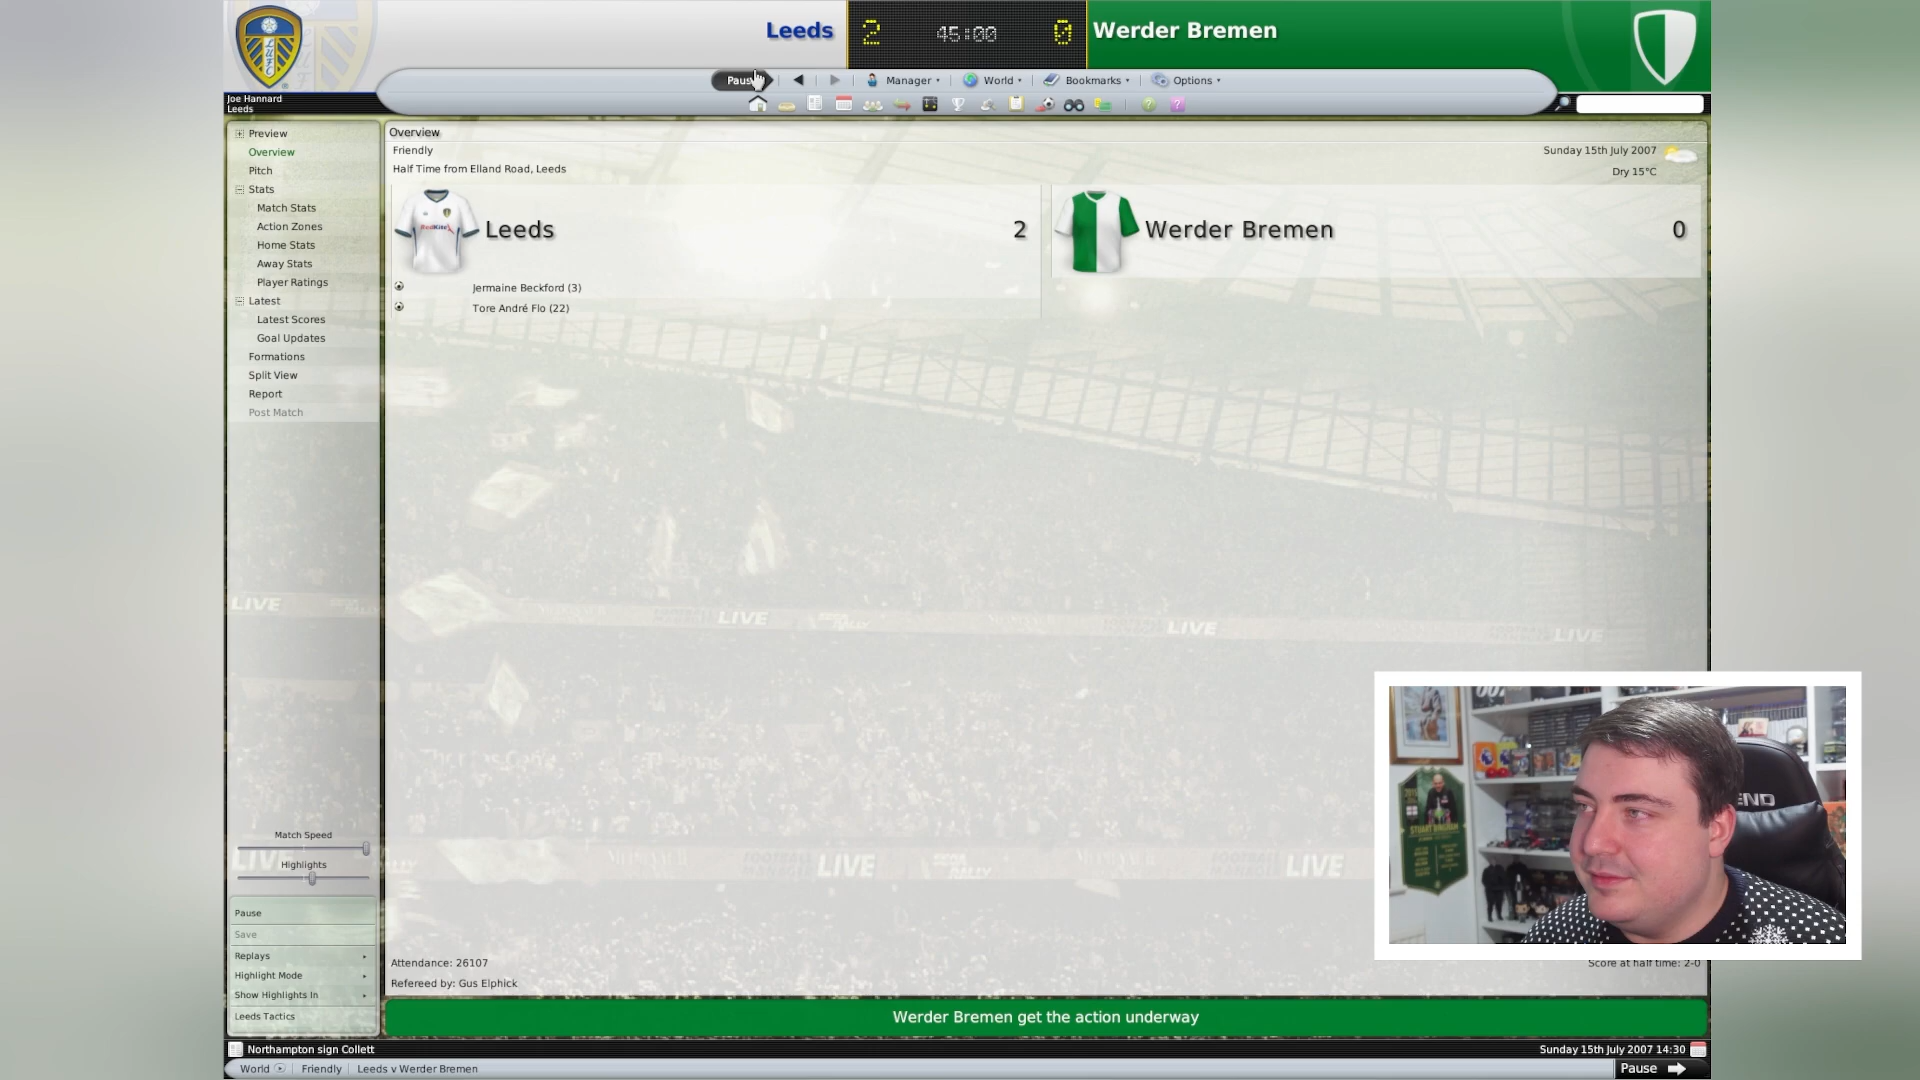 Leeds
2
45:00
0
Werder Bremen
Pause
Manager
World
Bookmarks
Options
Joe Hannard
Leeds
Preview
Overview
Pitch
Stats
Match Stats
Action Zones
Home Stats
Away Stats
Player Ratings
Latest
Latest Scores
Goal Updates
Formations
Split View
Report
Post Match
Overview
Friendly
Sunday 15th July 2007
Half Time from Elland Road, Leeds
Dry 15°C
Leeds 2
Werder Bremen 0
Jermaine Beckford (3)
Tore André Flo (22)
LIVE
LIVE
LIVE
LIVE
LIVE
LIVE
LIVE
Match Speed
Highlights
Pause
Save
Replays
Highlight Mode
Show Highlights In
Leeds Tactics
007
STUART BINGHAM
END
Attendance: 26107
Score at half time: 2-0
Refereed by: Gus Elphick
Werder Bremen get the action underway
Northampton sign Collett
Sunday 15th July 2007 14:30
World
Friendly
Leeds v Werder Bremen
Pause